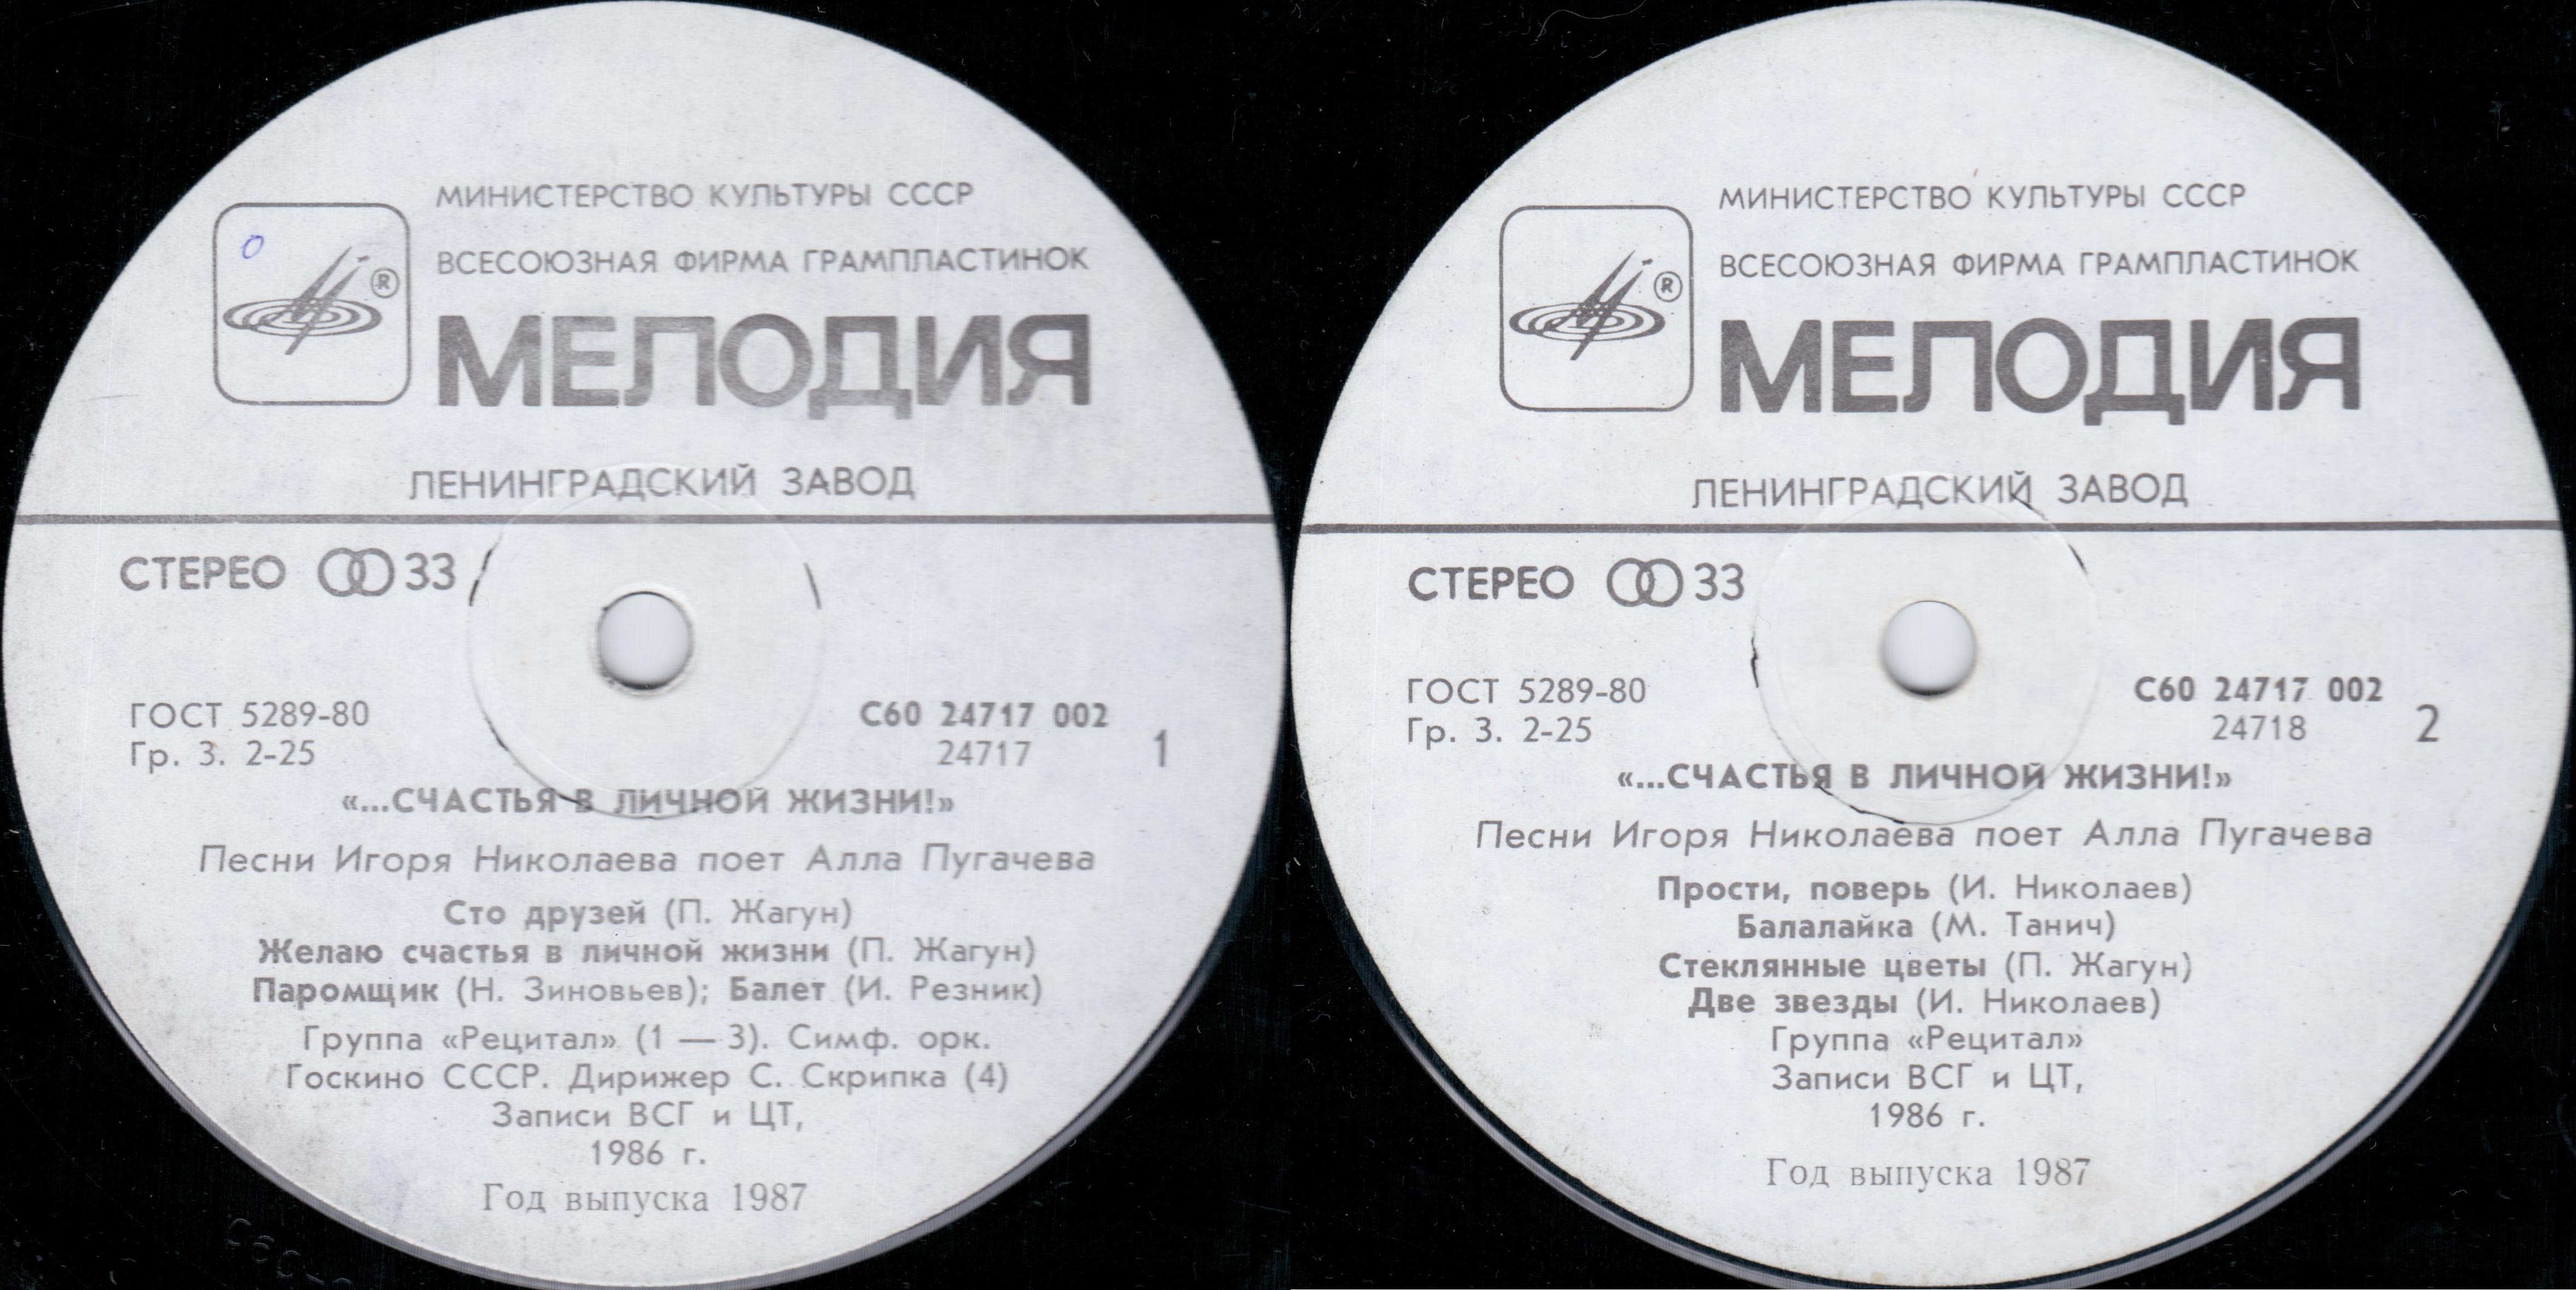 МИНИСТЕРСТВО КУЛЬТУРЫ СССР
ВСЕСОЮЗНАЯ ФИРМА ГРАМПЛАСТИНОК
®
МЕЛОДИЯ
ЛЕНИНГРАДСКИЙ ЗАВОД
СТЕРЕО 33
ГОСТ 5289-80
Гр. 3. 2-25
С60 24717 002
24717
1
«...СЧАСТЬЯ В ЛИЧНОЙ ЖИЗНИ!»
Песни Игоря Николаева поет Алла Пугачева
Сто друзей (П. Жагун)
Желаю счастья в личной жизни (П. Жагун)
Паромщик (Н. Зиновьев); Балет (И. Резник)
Группа «Рецитал» (1 — 3). Симф. орк.
Госкино СССР. Дирижер С. Скрипка (4)
Записи ВСГ и ЦТ,
1986 г.
Год выпуска 1987
МИНИСТЕРСТВО КУЛЬТУРЫ СССР
ВСЕСОЮЗНАЯ ФИРМА ГРАМПЛАСТИНОК
®
МЕЛОДИЯ
ЛЕНИНГРАДСКИЙ ЗАВОД
СТЕРЕО 33
ГОСТ 5289-80
Гр. 3. 2-25
С60 24717 002
24718
2
«...СЧАСТЬЯ В ЛИЧНОЙ ЖИЗНИ!»
Песни Игоря Николаева поет Алла Пугачева
Прости, поверь (И. Николаев)
Балалайка (М. Танич)
Стеклянные цветы (П. Жагун)
Две звезды (И. Николаев)
Группа «Рецитал»
Записи ВСГ и ЦТ,
1986 г.
Год выпуска 1987